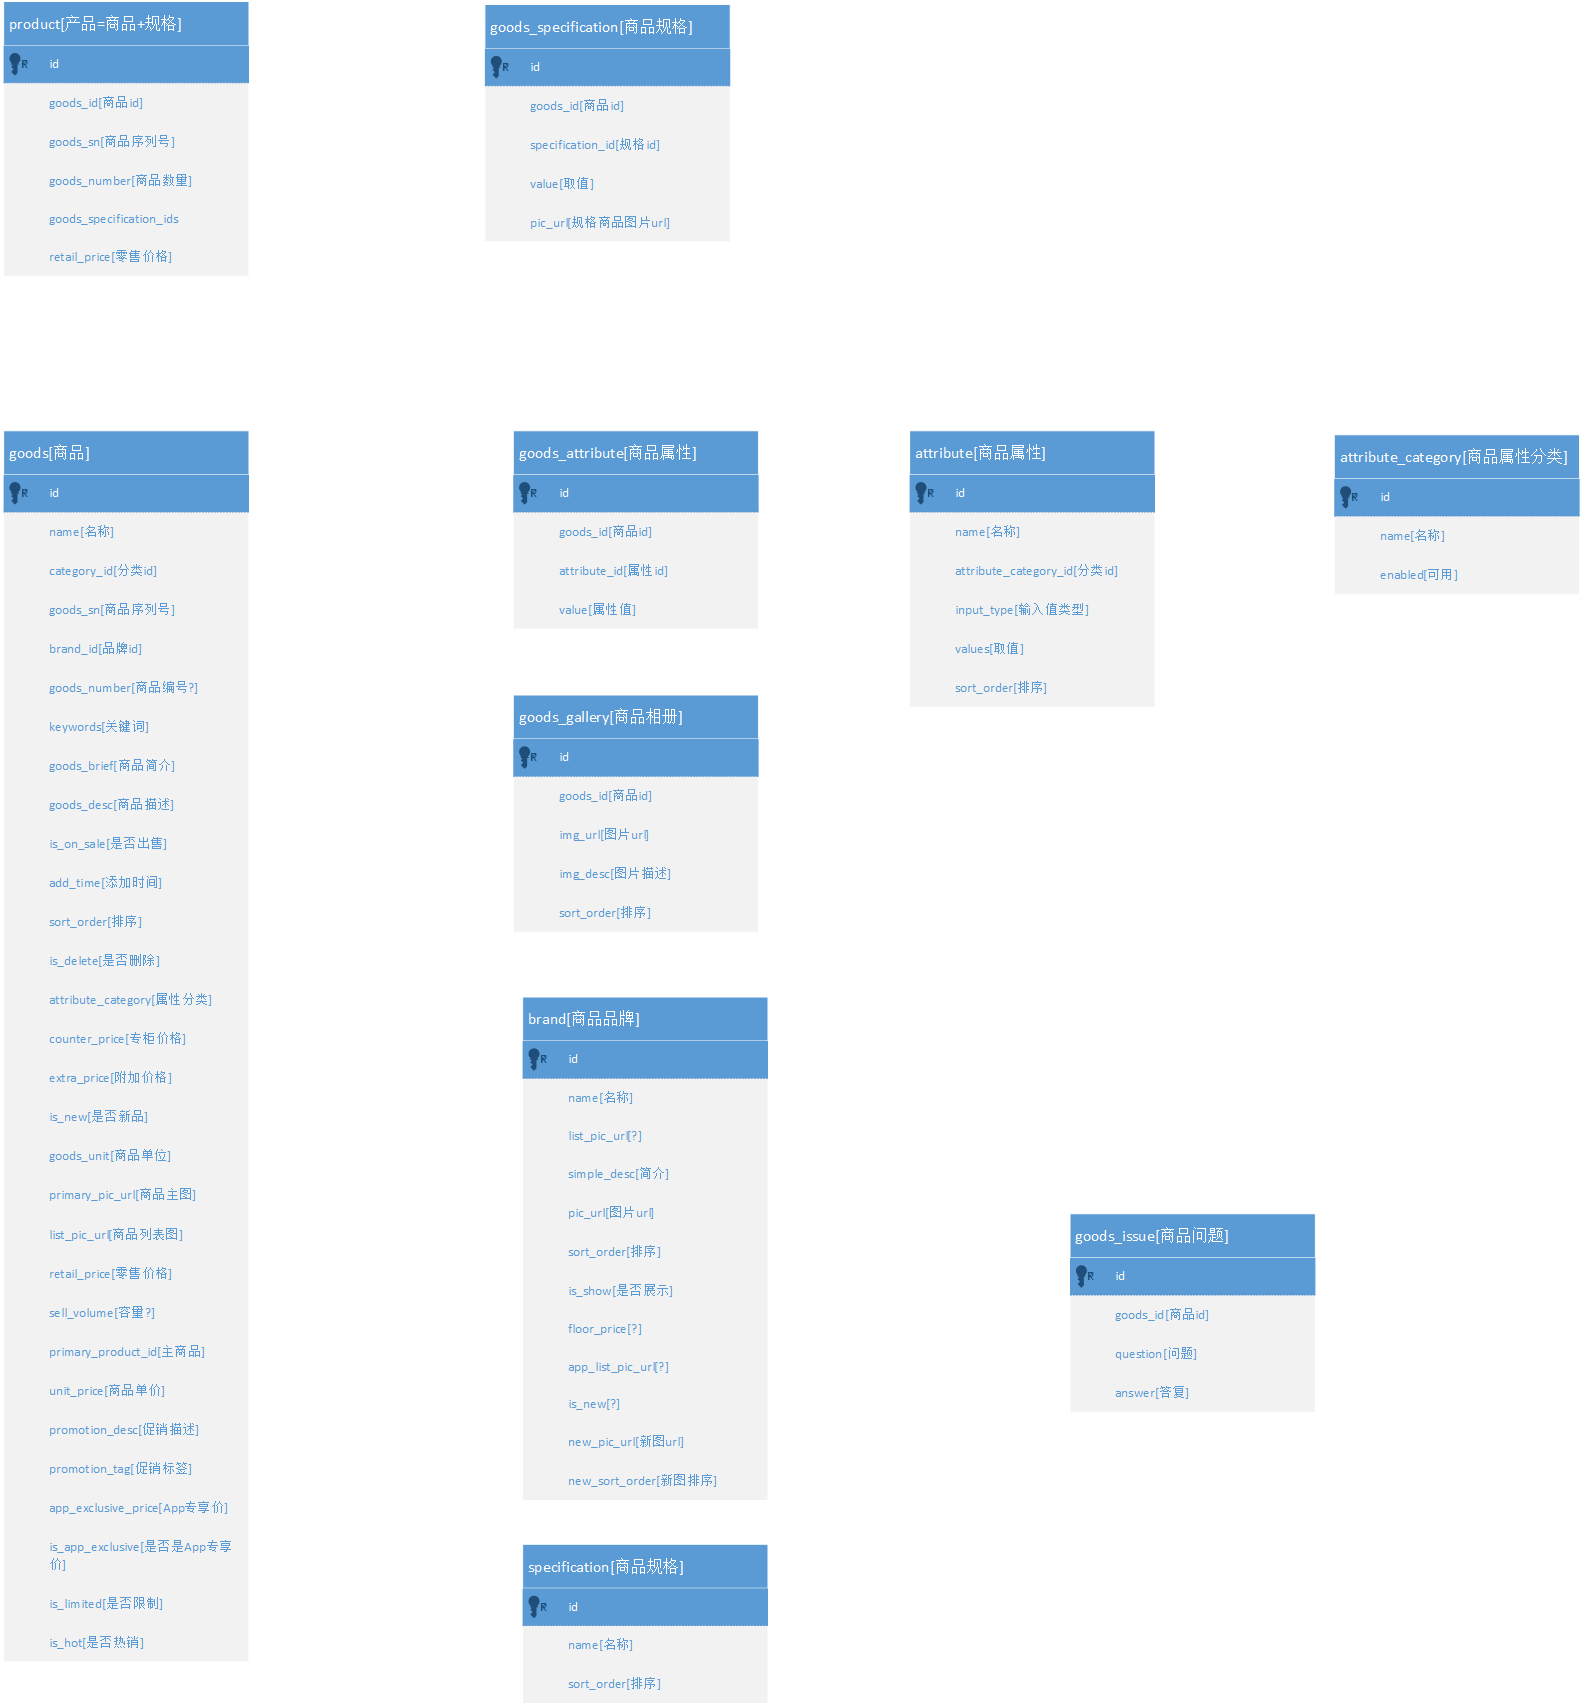 product[产品=商品+规格]
id
goods_id[商品id]
goods_sn[商品序列号]
goods_number[商品数量]
goods_specification_ids
retail_price[零售价格]
goods_specification[商品规格]
id
goods_id[商品id]
specification_id[规格id]
value[取值]
pic_url[规格商品图片url]
goods[商品]
id
name[名称]
category_id[分类id]
goods_sn[商品序列号]
brand_id[品牌id]
goods_number[商品编号?]
keywords[关键词]
goods_brief[商品简介]
goods_desc[商品描述]
is_on_sale[是否出售]
add_time[添加时间]
sort_order[排序]
is_delete[是否删除]
attribute_category[属性分类]
counter_price[专柜价格]
extra_price[附加价格]
is_new[是否新品]
goods_unit[商品单位]
primary_pic_url[商品主图]
list_pic_url[商品列表图]
retail_price[零售价格]
sell_volume[容量?]
primary_product_id[主商品]
unit_price[商品单价]
promotion_desc[促销描述]
promotion_tag[促销标签]
app_exclusive_price[App专享价]
is_app_exclusive[是否是App专享
价]
is_limited[是否限制]
is_hot[是否热销]
goods_attribute[商品属性]
id
goods_id[商品id]
attribute_id[属性id]
value[属性值]
goods_gallery[商品相册]
id
goods_id[商品id]
img_url[图片url]
img_desc[图片描述]
sort_order[排序]
brand[商品品牌]
id
name[名称]
list_pic_url[?]
simple_desc[简介]
pic_url[图片url]
sort_order[排序]
is_show[是否展示]
floor_price[?]
app_list_pic_url[?]
is_new[?]
new_pic_url[新图url]
new_sort_order[新图排序]
specification[商品规格]
id
name[名称]
sort_order[排序]
attribute[商品属性]
id
name[名称]
attribute_category_id[分类id]
input_type[输入值类型]
values[取值]
sort_order[排序]
attribute_category[商品属性分类]
id
name[名称]
enabled[可用]
goods_issue[商品问题]
id
goods_id[商品id]
question[问题]
answer[答复]